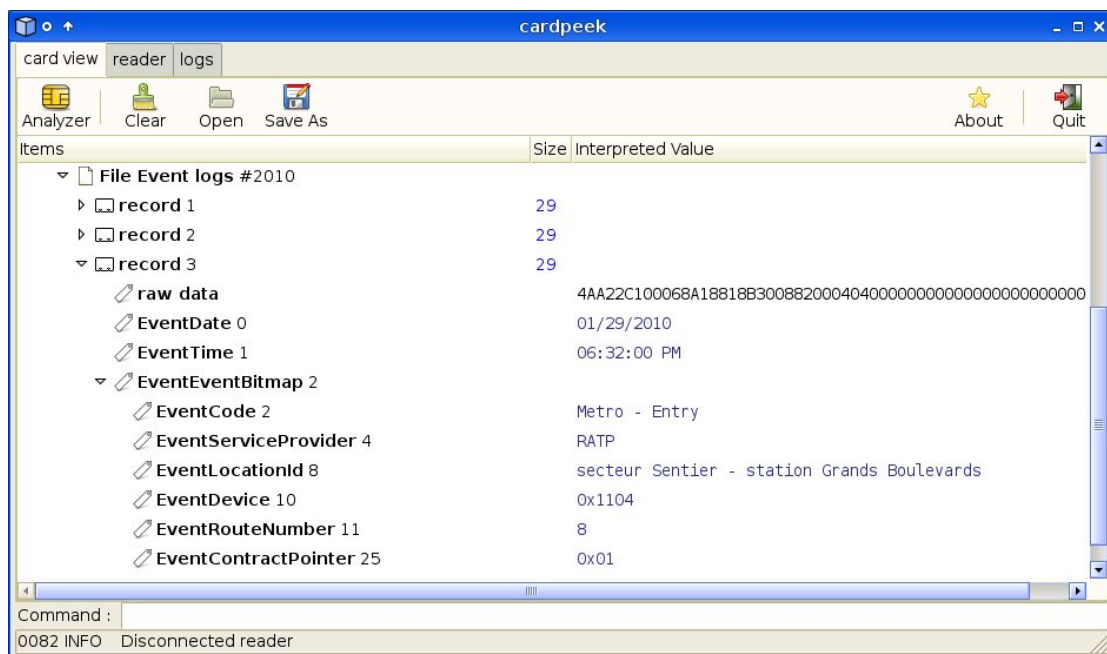 cardpeek
card view reader logs
Analyzer Clear Open Save As About Quit
Items Size Interpreted Value
File Event logs #2010
record 1 29
record 2 29
record 3 29
raw data 4AA22C100068A18818B3008820004040000000000000000000000000
EventDate 0 01/29/2010
EventTime 1 06:32:00 PM
EventEventBitmap 2
EventCode 2 Metro - Entry
EventServiceProvider 4 RATP
EventLocationId 8 secteur Sentier - station Grands Boulevards
EventDevice 10 0x1104
EventRouteNumber 11 8
EventContractPointer 25 0x01
Command :
0082 INFO Disconnected reader